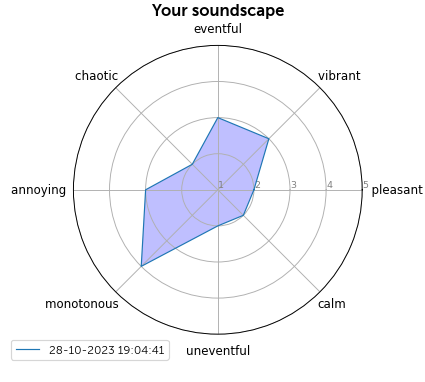 Your soundscape
eventful
chaotic
vibrant
annoying
1
2
3
4
5
pleasant
monotonous
calm
uneventful
28-10-2023 19:04:41